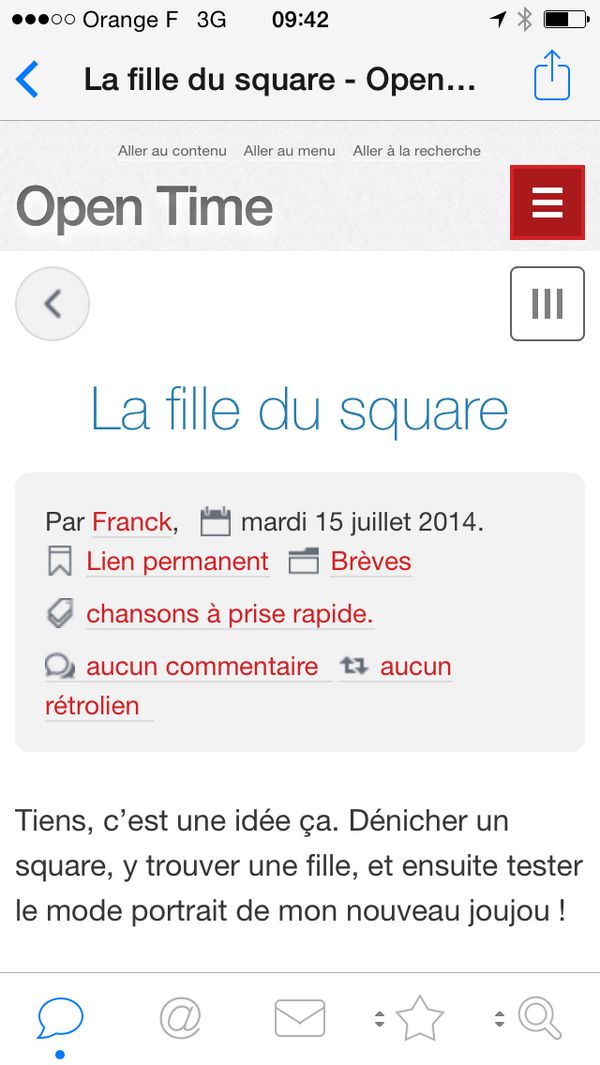 Orange F 3G 09:42
La fille du square - Open...
Aller au contenu Aller au menu Aller à la recherche
Open Time
La fille du square
Par Franck, mardi 15 juillet 2014.
Lien permanent Brèves
chansons à prise rapide.
aucun commentaire aucun
rétrolien
Tiens, c’est une idée ça. Dénicher un
square, y trouver une fille, et ensuite tester
le mode portrait de mon nouveau joujou !
@